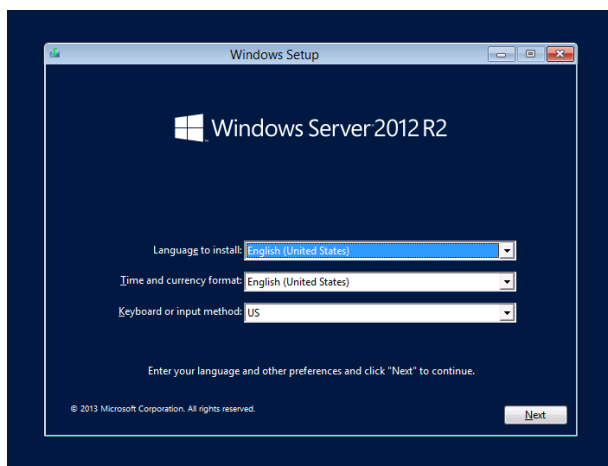 Windows Setup
Windows Server 2012 R2
Language to install: English (United States)
Time and currency format: English (United States)
Keyboard or input method: US
Enter your language and other preferences and click "Next" to continue.
© 2013 Microsoft Corporation. All rights reserved.
Next